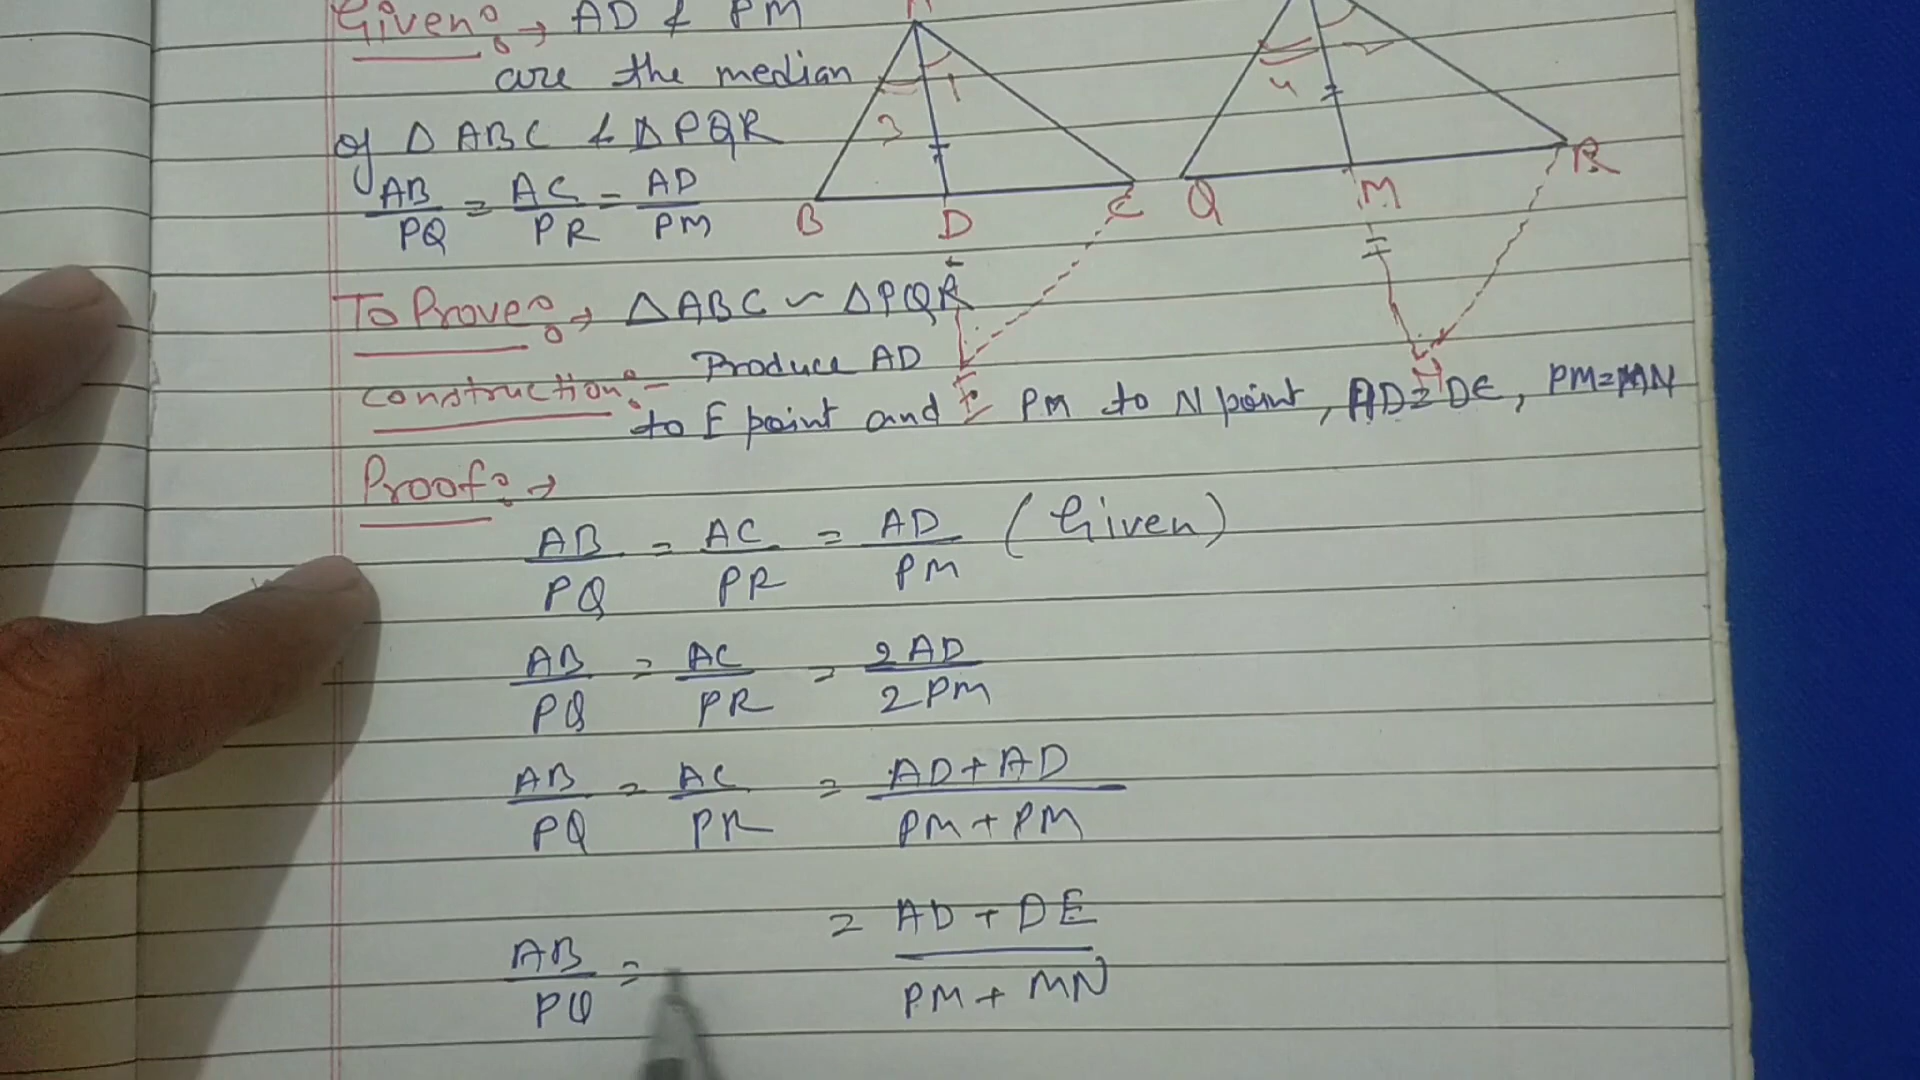 Given :→ AD & PM
are the median
of Δ ABC & Δ PQR
AB/PQ = AC/PR = AD/PM
A
1
3
B D C
4
Q M R
E
N
To Prove :→ Δ ABC ~ Δ PQR
Construction :- Produce AD
to E point and PM to N point, AD = DE, PM = MN
Proof :→
AB/PQ = AC/PR = AD/PM (Given)
AB/PQ = AC/PR = 2AD/2PM
AB/PQ = AC/PR = AD + AD/PM + PM
AB/PQ = = AD + DE/PM + MN